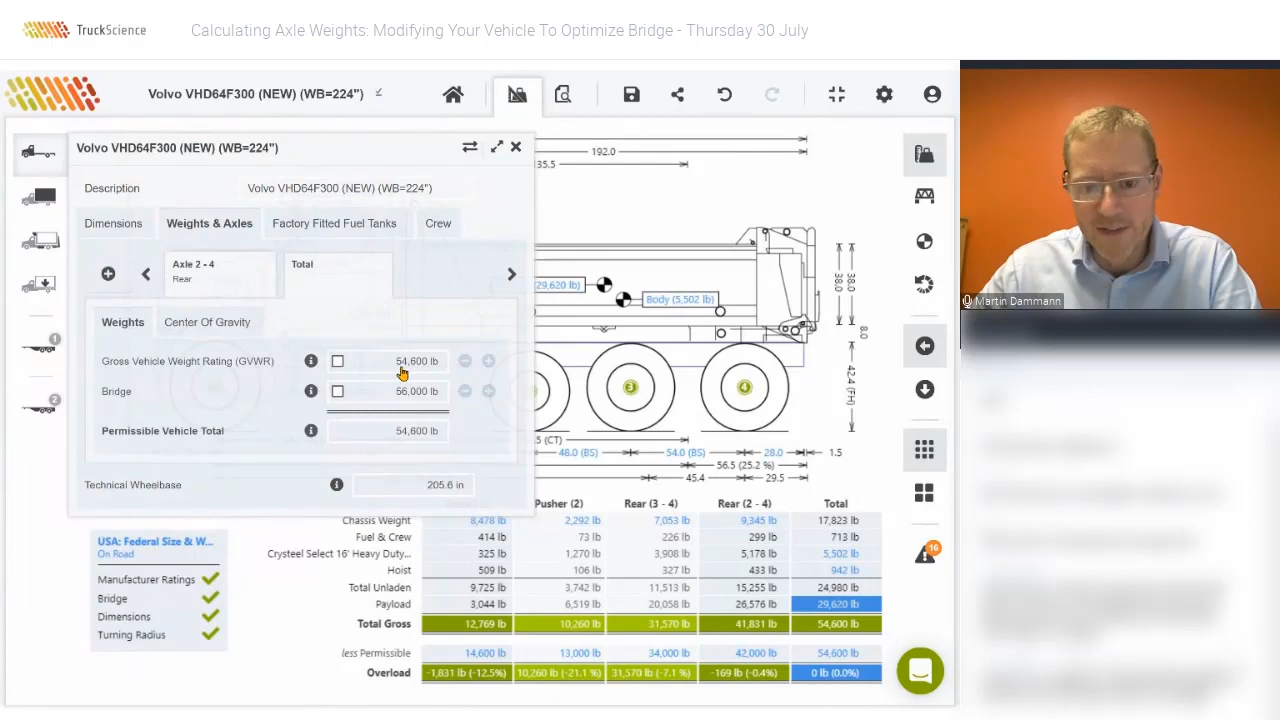 TruckScience
Calculating Axle Weights: Modifying Your Vehicle To Optimize Bridge - Thursday 30 July
Volvo VHD64F300 (NEW) (WB=224")
Volvo VHD64F300 (NEW) (WB=224")
Description Volvo VHD64F300 (NEW) (WB=224")
Dimensions Weights & Axles Factory Fitted Fuel Tanks Crew
Axle 2 - 4 Total
Rear
Weights Center Of Gravity
Gross Vehicle Weight Rating (GVWR) 54,600 lb
Bridge 56,000 lb
Permissible Vehicle Total 54,600 lb
Technical Wheelbase 205.6 in
192.0
35.5
29,620 lb)
Body (5,502 lb)
38.0
38.0
8.0
42.4 (FH)
3
4
5 (CT)
48.0 (BS) 54.0 (BS) 28.0 1.5
56.5 (25.2 %)
45.4 29.5
1
2
16
Martin Dammann
USA: Federal Size & W...
On Road
Manufacturer Ratings
Bridge
Dimensions
Turning Radius
Pusher (2) Rear (3 - 4) Rear (2 - 4) Total
Chassis Weight 8,478 lb 2,292 lb 7,053 lb 9,345 lb 17,823 lb
Fuel & Crew 414 lb 73 lb 226 lb 299 lb 713 lb
Crysteel Select 16' Heavy Duty... 325 lb 1,270 lb 3,908 lb 5,178 lb 5,502 lb
Hoist 509 lb 106 lb 327 lb 433 lb 942 lb
Total Unladen 9,725 lb 3,742 lb 11,513 lb 15,255 lb 24,980 lb
Payload 3,044 lb 6,519 lb 20,058 lb 26,576 lb 29,620 lb
Total Gross 12,769 lb 10,260 lb 31,570 lb 41,831 lb 54,600 lb
less Permissible 14,600 lb 13,000 lb 34,000 lb 42,000 lb 54,600 lb
Overload -1,831 lb (-12.5%) 10,260 lb (-21.1 %) 31,570 lb (-7.1 %) -169 lb (-0.4%) 0 lb (0.0%)